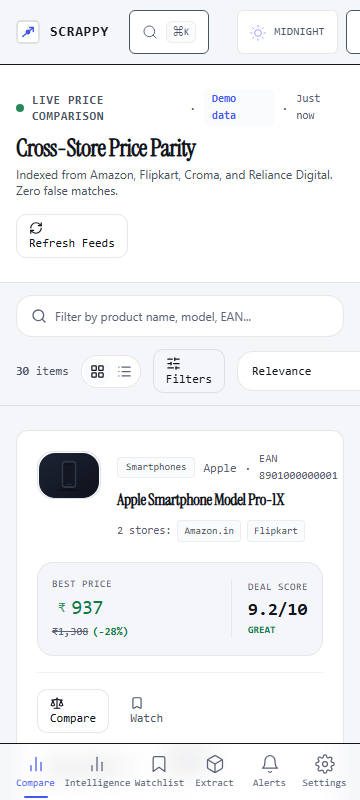 SCRAPPY ⌘K MIDNIGHT
LIVE PRICE
COMPARISON · Demo data · Just now
Cross-Store Price Parity
Indexed from Amazon, Flipkart, Croma, and Reliance Digital.
Zero false matches.
Refresh Feeds
Filter by product name, model, EAN...
30 items Filters Relevance
Smartphones Apple · EAN 8901000000001
Apple Smartphone Model Pro-1X
2 stores: Amazon.in Flipkart
BEST PRICE
₹ 937
₹1,308 (-28%)
DEAL SCORE
9.2/10
GREAT
Compare Watch
Compare Intelligence Watchlist Extract Alerts Settings